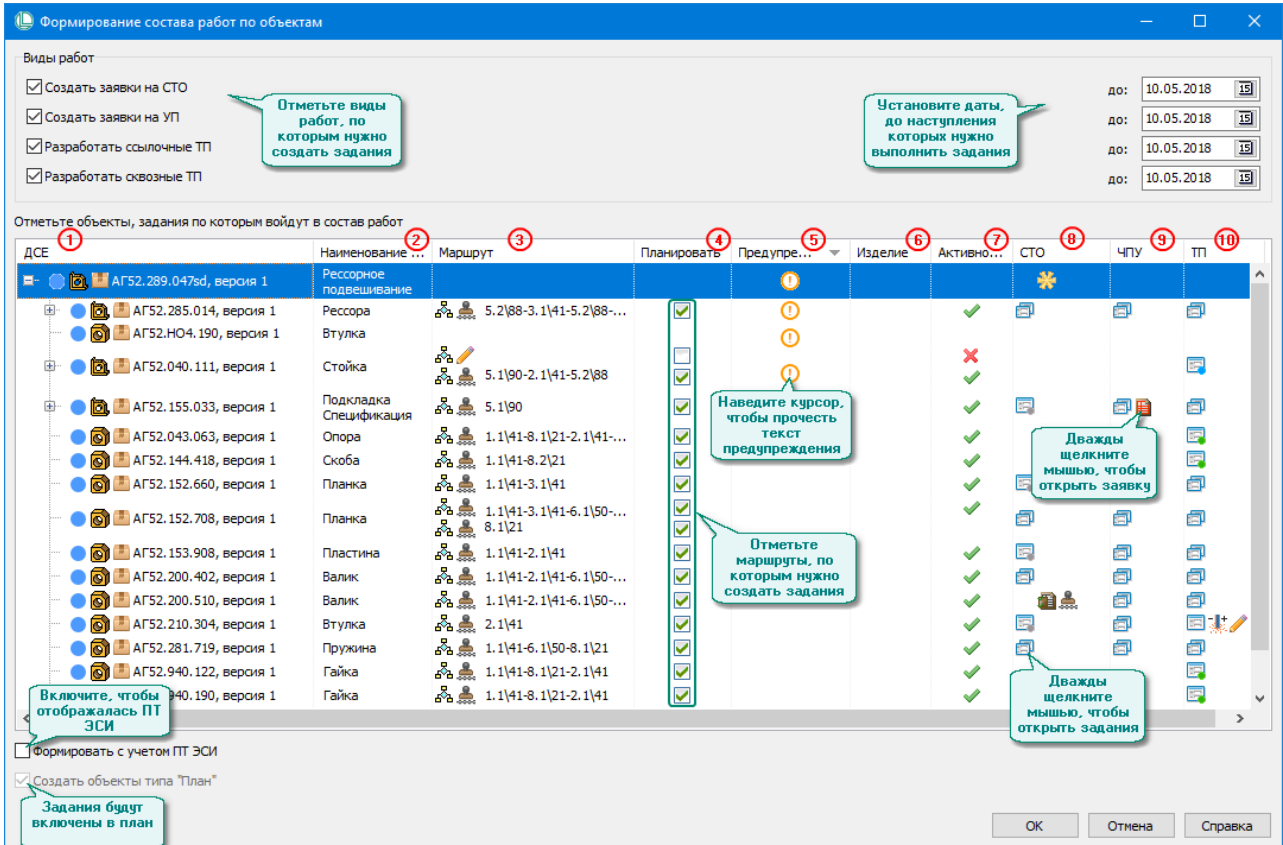 Формирование состава работ по объектам
Виды работ
Создать заявки на СТО
Создать заявки на УП
Разработать ссылочные ТП
Разработать сквозные ТП
Отметьте виды
работ, по
которым нужно
создать задания
Установите даты,
до наступления
которых нужно
выполнить задания
до: 10.05.2018 15
до: 10.05.2018 15
до: 10.05.2018 15
до: 10.05.2018 15
Отметьте объекты, задания по которым войдут в состав работ
1 2 3 4 5 6 7 8 9 10
ДСЕ Наименование ... Маршрут Планировать Предупре... Изделие Активно... СТО ЧПУ ТП
АГ52.289.047sd, версия 1 Рессорное
подвешивание
АГ52.285.014, версия 1 Рессора 5.2\88-3.1\41-5.2\88-...
АГ52.НО4.190, версия 1 Втулка
АГ52.040.111, версия 1 Стойка 5.1\90-2.1\41-5.2\88
АГ52.155.033, версия 1 Подкладка
Спецификация 5.1\90
АГ52.043.063, версия 1 Опора 1.1\41-8.1\21-2.1\41-...
АГ52.144.418, версия 1 Скоба 1.1\41-8.2\21
АГ52.152.660, версия 1 Планка 1.1\41-3.1\41
АГ52.152.708, версия 1 Планка 1.1\41-3.1\41-6.1\50-...
8.1\21
АГ52.153.908, версия 1 Пластина 1.1\41-2.1\41
АГ52.200.402, версия 1 Валик 1.1\41-2.1\41-6.1\50-...
АГ52.200.510, версия 1 Валик 1.1\41-2.1\41-6.1\50-...
АГ52.210.304, версия 1 Втулка 2.1\41
АГ52.281.719, версия 1 Пружина 1.1\41-6.1\50-8.1\21
АГ52.940.122, версия 1 Гайка 1.1\41-8.1\21-2.1\41
940.190, версия 1 Гайка 1.1\41-8.1\21-2.1\41
Наведите курсор,
чтобы прочесть
текст
предупреждения
Дважды
щелкните
мышью, чтобы
открыть заявку
Отметьте
маршруты, по
которым нужно
создать задания
Дважды
щелкните
мышью, чтобы
открыть задания
Включите, чтобы
отображалась ПТ
ЭСИ
Формировать с учетом ПТ ЭСИ
Создать объекты типа "План"
Задания будут
включены в план
ОК Отмена Справка